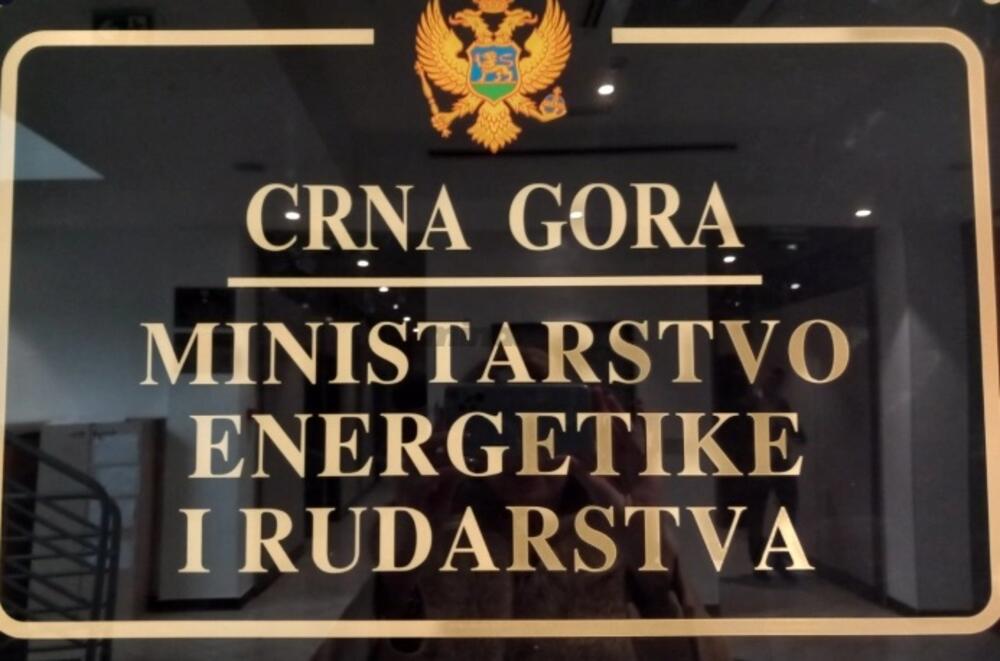 CRNA GORA
MINISTARSTVO
ENERGETIKE
I RUDARSTVA